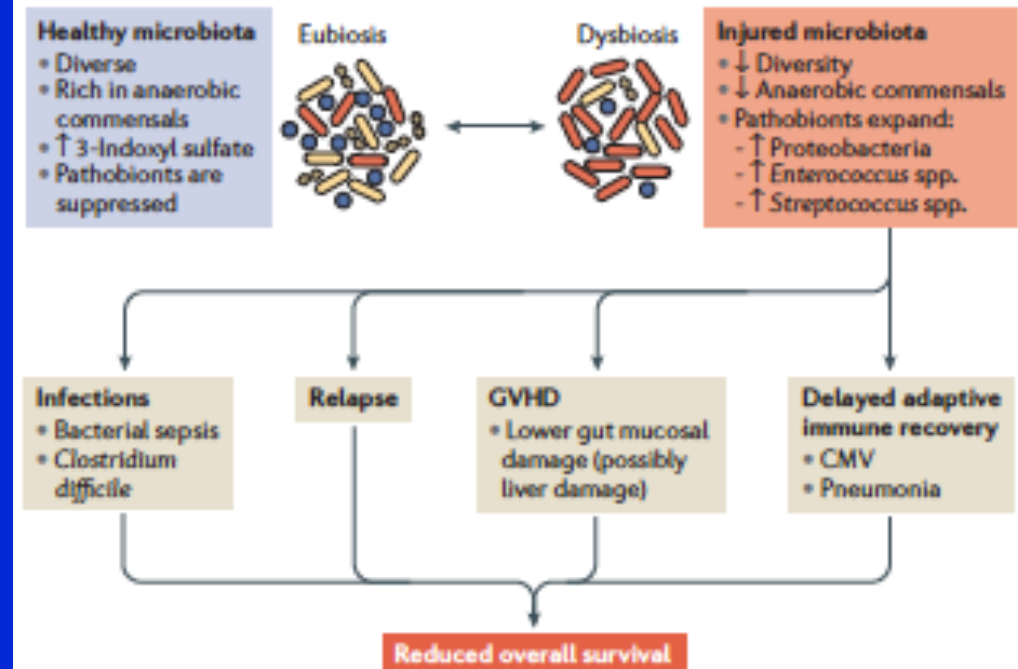 Healthy microbiota
• Diverse
• Rich in anaerobic
commensals
• ↑ 3-Indoxyl sulfate
• Pathobionts are
suppressed
Eubiosis
Dysbiosis
Injured microbiota
• ↓ Diversity
• ↓ Anaerobic commensals
• Pathobionts expand:
- ↑ Proteobacteria
- ↑ Enterococcus spp.
- ↑ Streptococcus spp.
Infections
• Bacterial sepsis
• Clostridium
difficile
Relapse
GVHD
• Lower gut mucosal
damage (possibly
liver damage)
Delayed adaptive
immune recovery
• CMV
• Pneumonia
Reduced overall survival